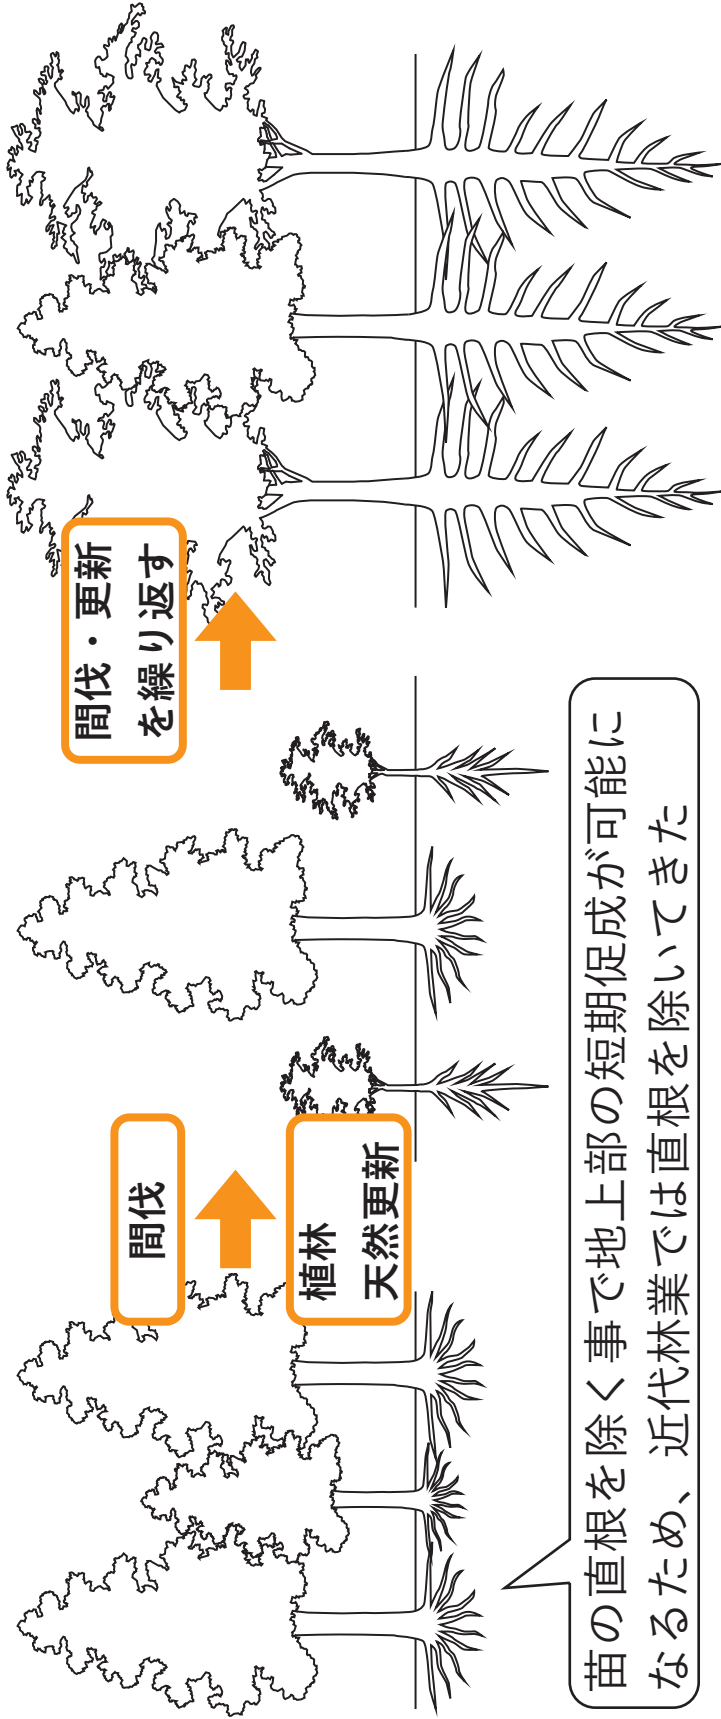 間伐
植林
天然更新
間伐・更新
を繰り返す
苗の直根を除く事で地上部の短期促成が可能に
なるため、近代林業では直根を除いてきた